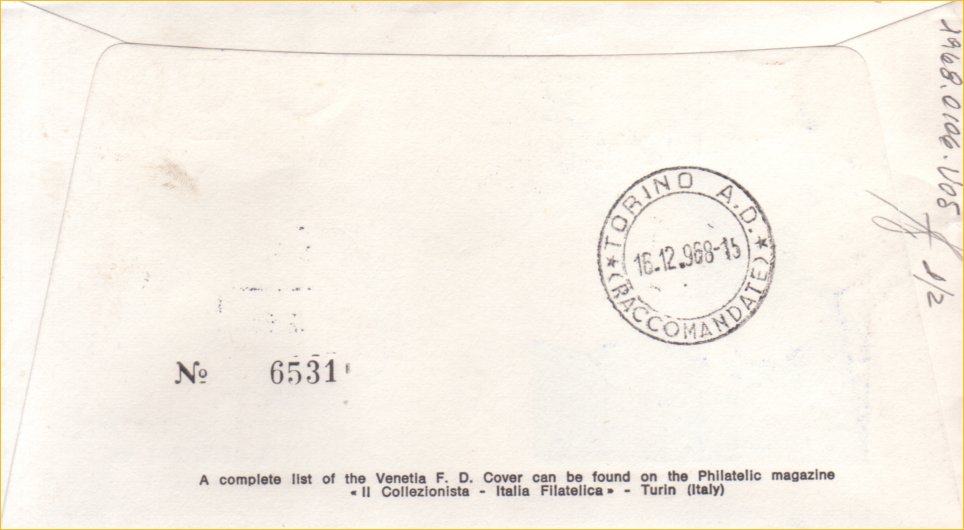 1968.0106.V05
1/2
TORINO A.D.
16.12.968-15
(RACCOMANDATE)
№ 6531
A complete list of the Venetia F. D. Cover can be found on the Philatelic magazine
« Il Collezionista - Italia Filatelica » - Turin (Italy)